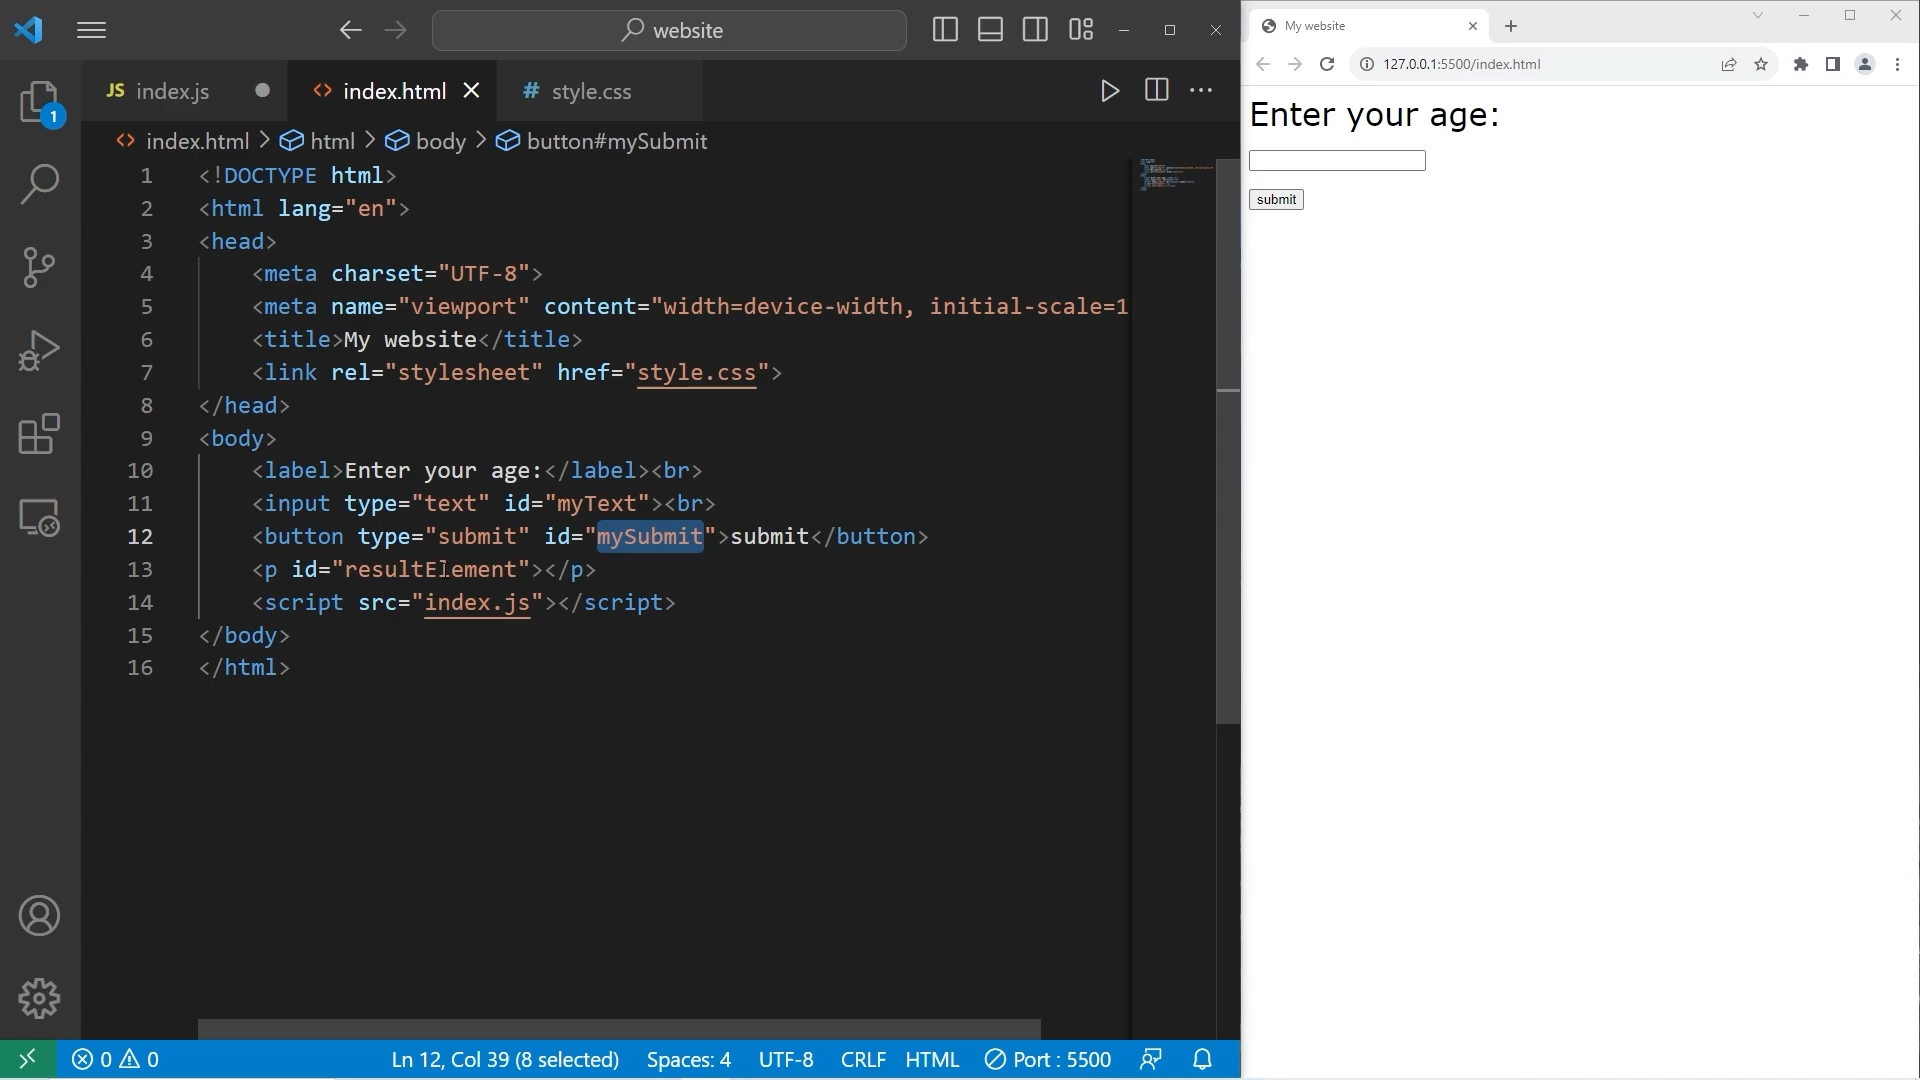 website
JS index.js
<> index.html
# style.css
<> index.html > html > body > button#mySubmit
1 <!DOCTYPE html>
2 <html lang="en">
3 <head>
4 <meta charset="UTF-8">
5 <meta name="viewport" content="width=device-width, initial-scale=1
6 <title>My website</title>
7 <link rel="stylesheet" href="style.css">
8 </head>
9 <body>
10 <label>Enter your age:</label><br>
11 <input type="text" id="myText"><br>
12 <button type="submit" id="mySubmit">submit</button>
13 <p id="resultElement"></p>
14 <script src="index.js"></script>
15 </body>
16 </html>
1
0 0
Ln 12, Col 39 (8 selected)
Spaces: 4
UTF-8
CRLF
HTML
Port : 5500
My website
127.0.0.1:5500/index.html
Enter your age:
submit